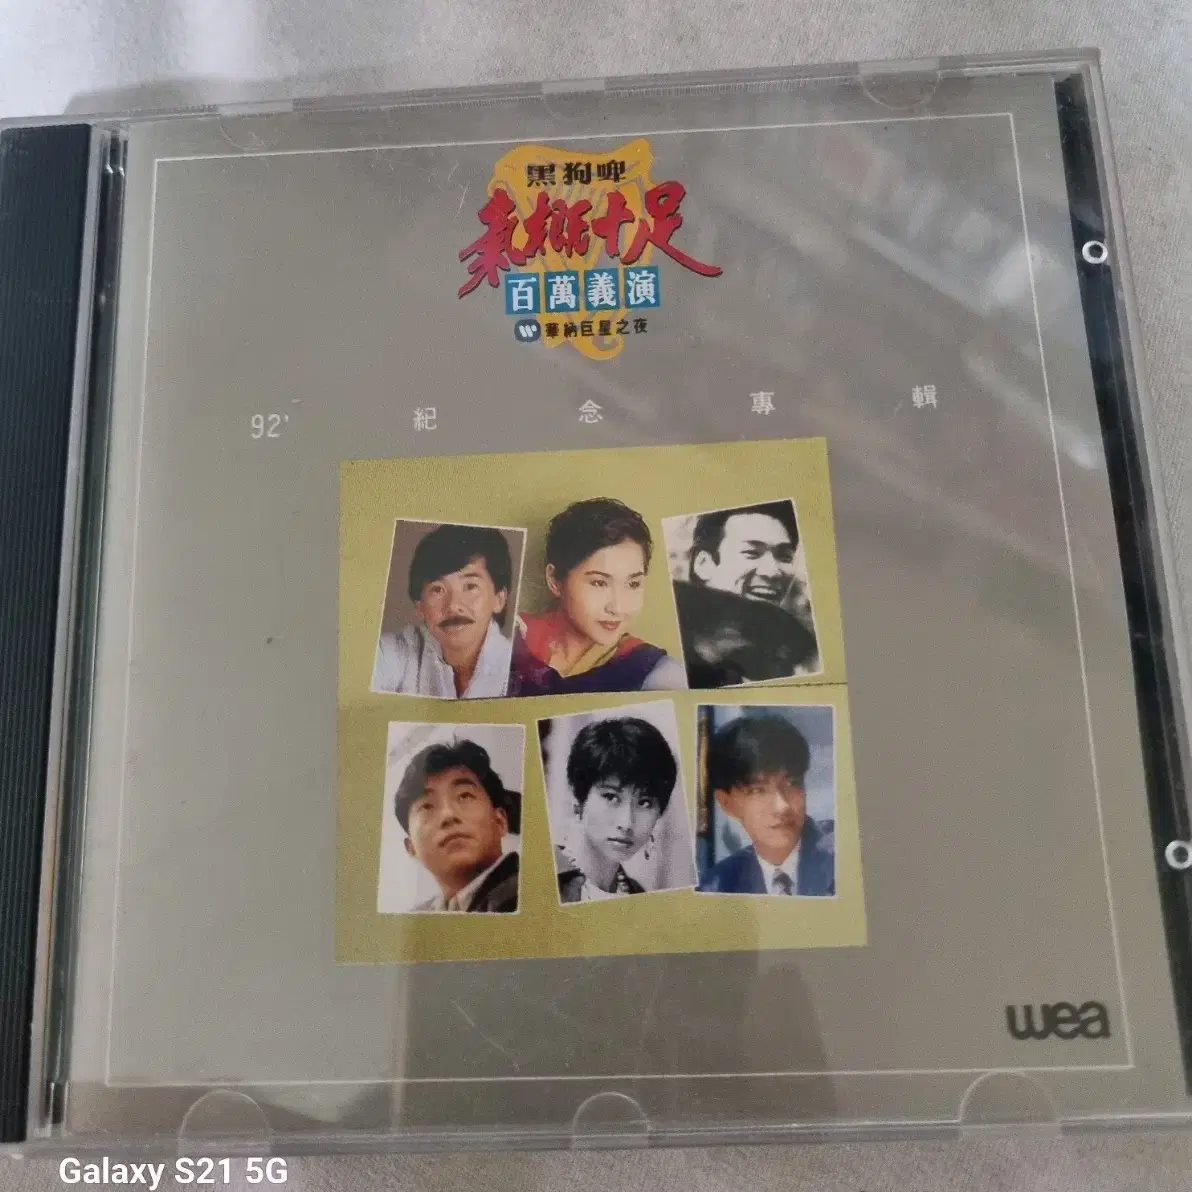 黑狗啤
氣概十足
百萬義演
華納巨星之夜
92' 紀念專輯
wea
Galaxy S21 5G